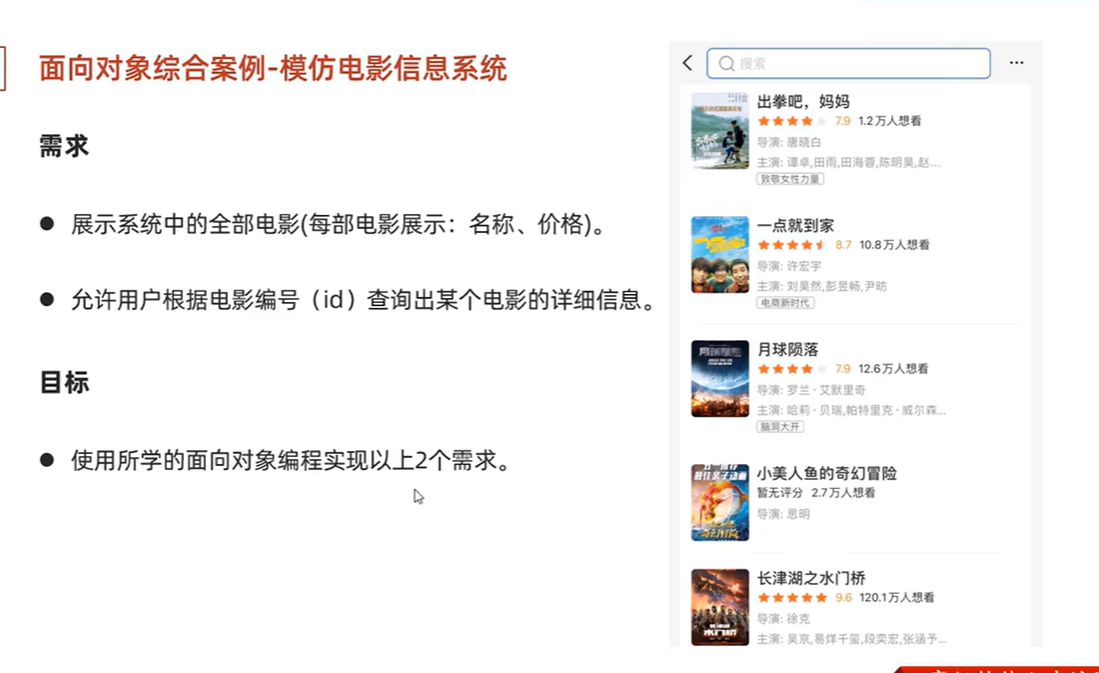 面向对象综合案例-模仿电影信息系统
需求
● 展示系统中的全部电影(每部电影展示：名称、价格)。
● 允许用户根据电影编号（id）查询出某个电影的详细信息。
目标
● 使用所学的面向对象编程实现以上2个需求。
搜索
出拳吧，妈妈
7.9 1.2万人想看
导演: 唐晓白
主演: 谭卓,田雨,田海蓉,陈明昊,赵...
致敬女性力量
一点就到家
8.7 10.8万人想看
导演: 许宏宇
主演: 刘昊然,彭昱畅,尹昉
电商新时代
月球陨落
7.9 12.6万人想看
导演: 罗兰·艾默里奇
主演: 哈莉·贝瑞,帕特里克·威尔森...
脑洞大开
小美人鱼的奇幻冒险
暂无评分 2.7万人想看
导演: 思明
长津湖之水门桥
9.6 120.1万人想看
导演: 徐克
主演: 吴京,易烊千玺,段奕宏,张涵予...